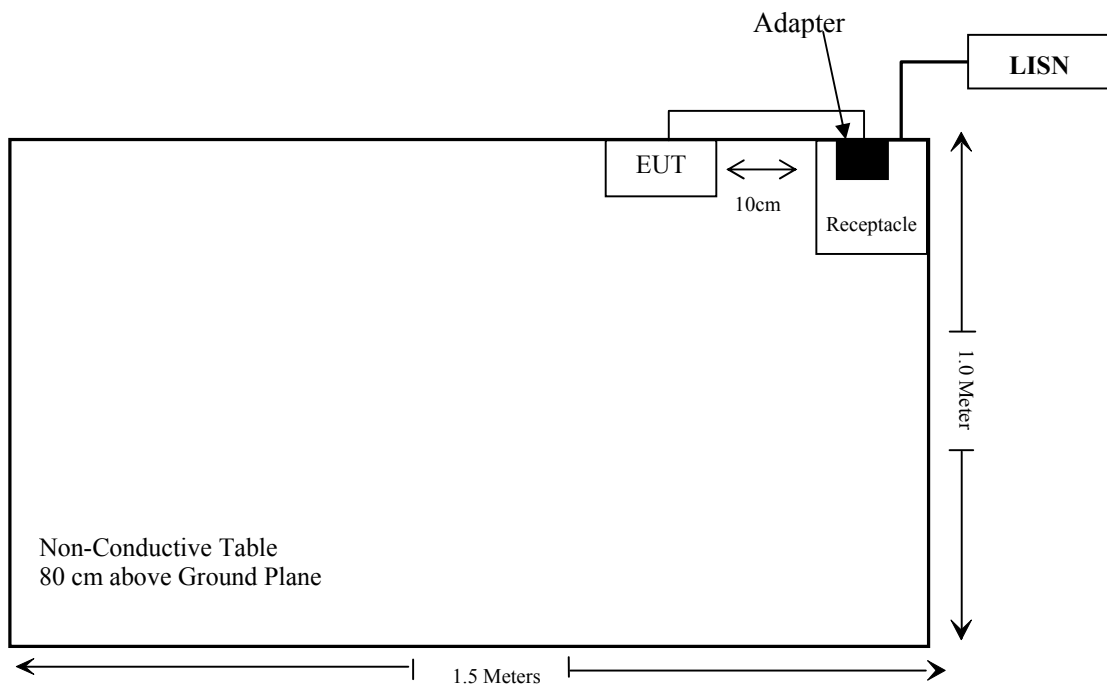 Adapter
LISN
EUT
10cm
Receptacle
1.0 Meter
Non-Conductive Table
80 cm above Ground Plane
1.5 Meters